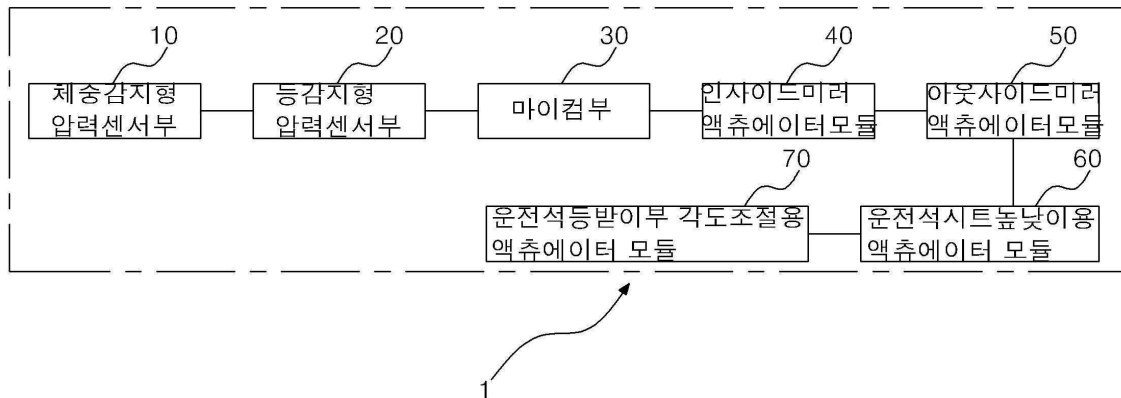 10
20
30
40
50
체중감지형
압력센서부
등감지형
압력센서부
마이컴부
인사이드미러
액츄에이터모듈
아웃사이드미러
액츄에이터모듈
70
60
운전석등받이부 각도조절용
액츄에이터 모듈
운전석시트높낮이용
액츄에이터 모듈
1